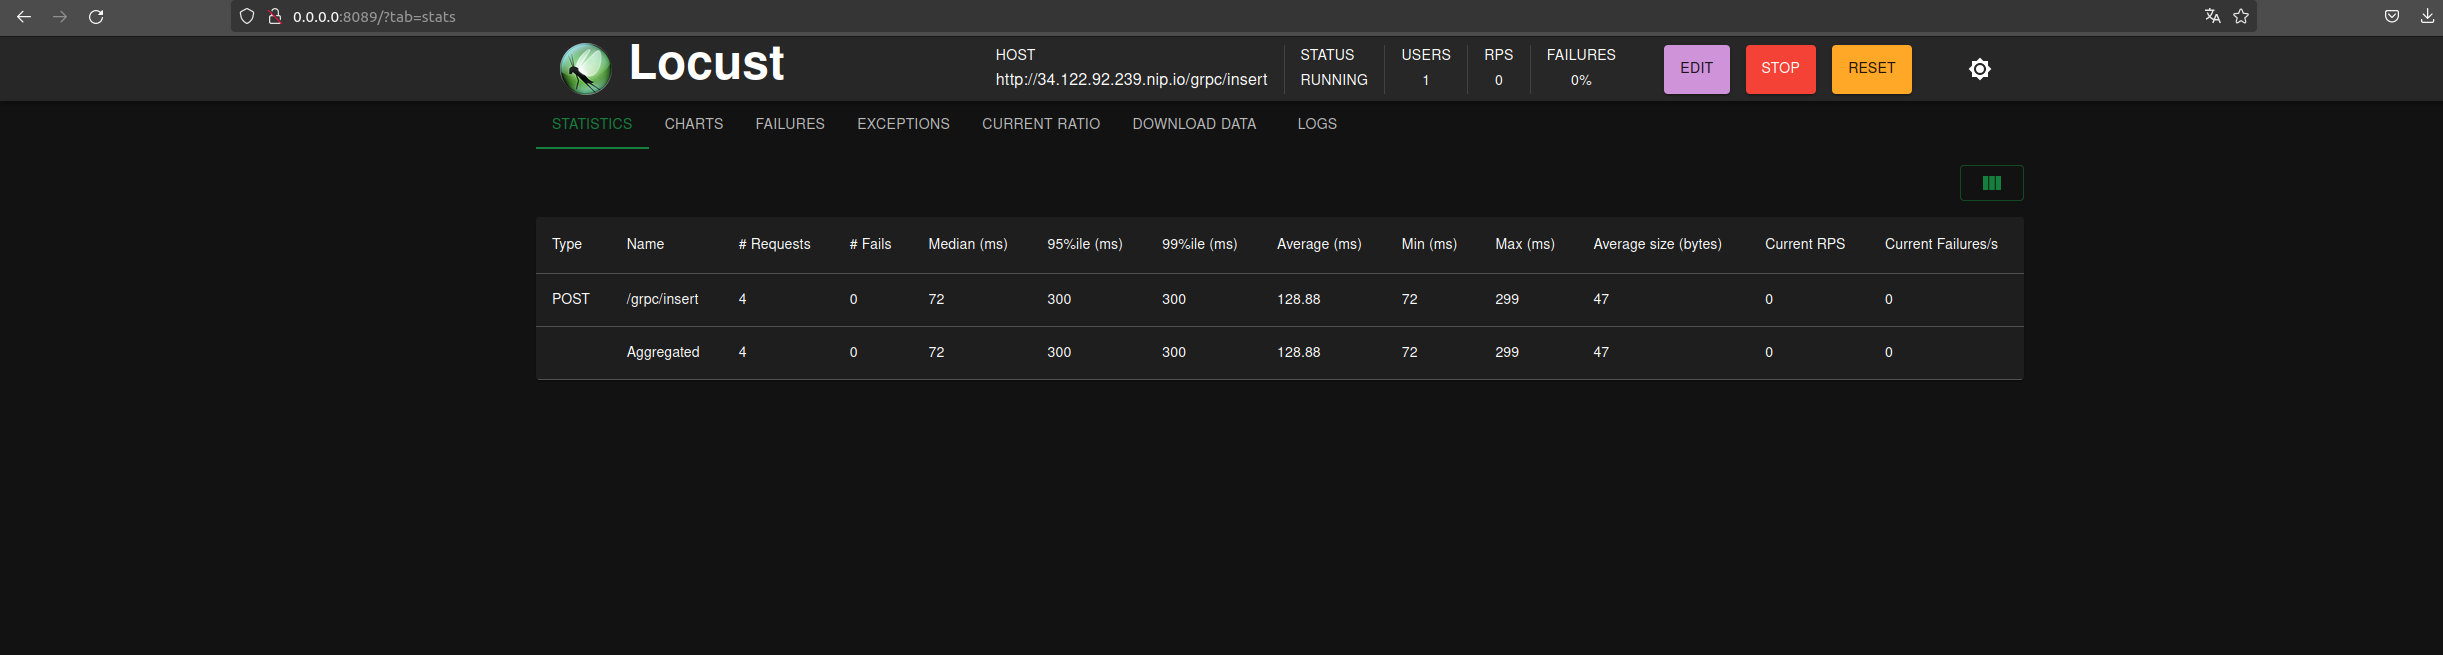 0.0.0.0:8089/?tab=stats
Locust
HOST STATUS USERS RPS FAILURES
http://34.122.92.239.nip.io/grpc/insert RUNNING 1 0 0%
EDIT STOP RESET
STATISTICS CHARTS FAILURES EXCEPTIONS CURRENT RATIO DOWNLOAD DATA LOGS
Type Name # Requests # Fails Median (ms) 95%ile (ms) 99%ile (ms) Average (ms) Min (ms) Max (ms) Average size (bytes) Current RPS Current Failures/s
POST /grpc/insert 4 0 72 300 300 128.88 72 299 47 0 0
Aggregated 4 0 72 300 300 128.88 72 299 47 0 0